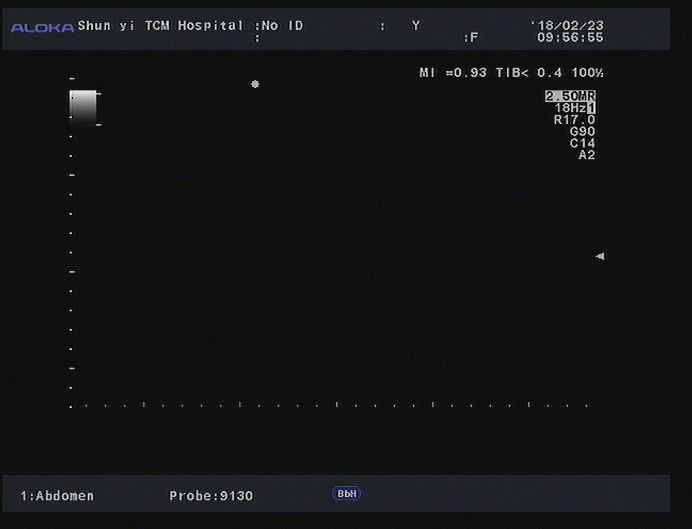 ALOKA Shun yi TCM Hospital :No ID : Y '18/02/23
: :F 09:56:55
MI =0.93 TIB< 0.4 100%
2.50MR
18Hz1
R17.0
G90
C14
A2
1:Abdomen Probe:9130 BbH